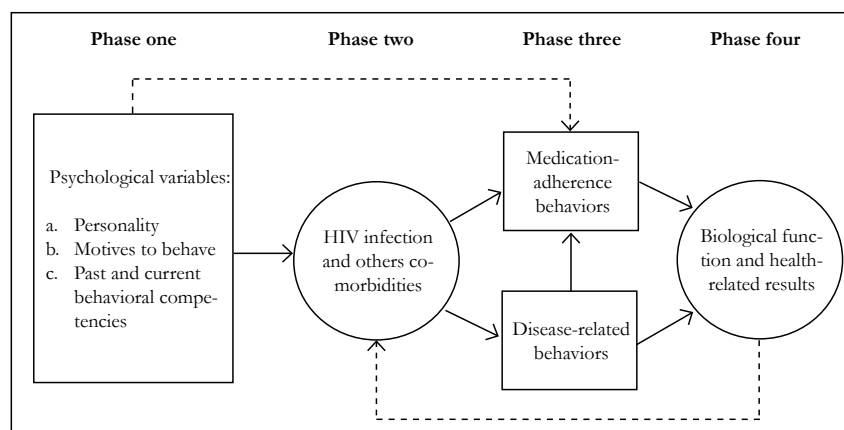 Phase one
Phase two
Phase three
Phase four
Psychological variables:
a. Personality
b. Motives to behave
c. Past and current
behavioral compe-
tencies
HIV infection
and others co-
morbidities
Medication-
adherence
behaviors
Disease-related
behaviors
Biological func-
tion and health-
related results